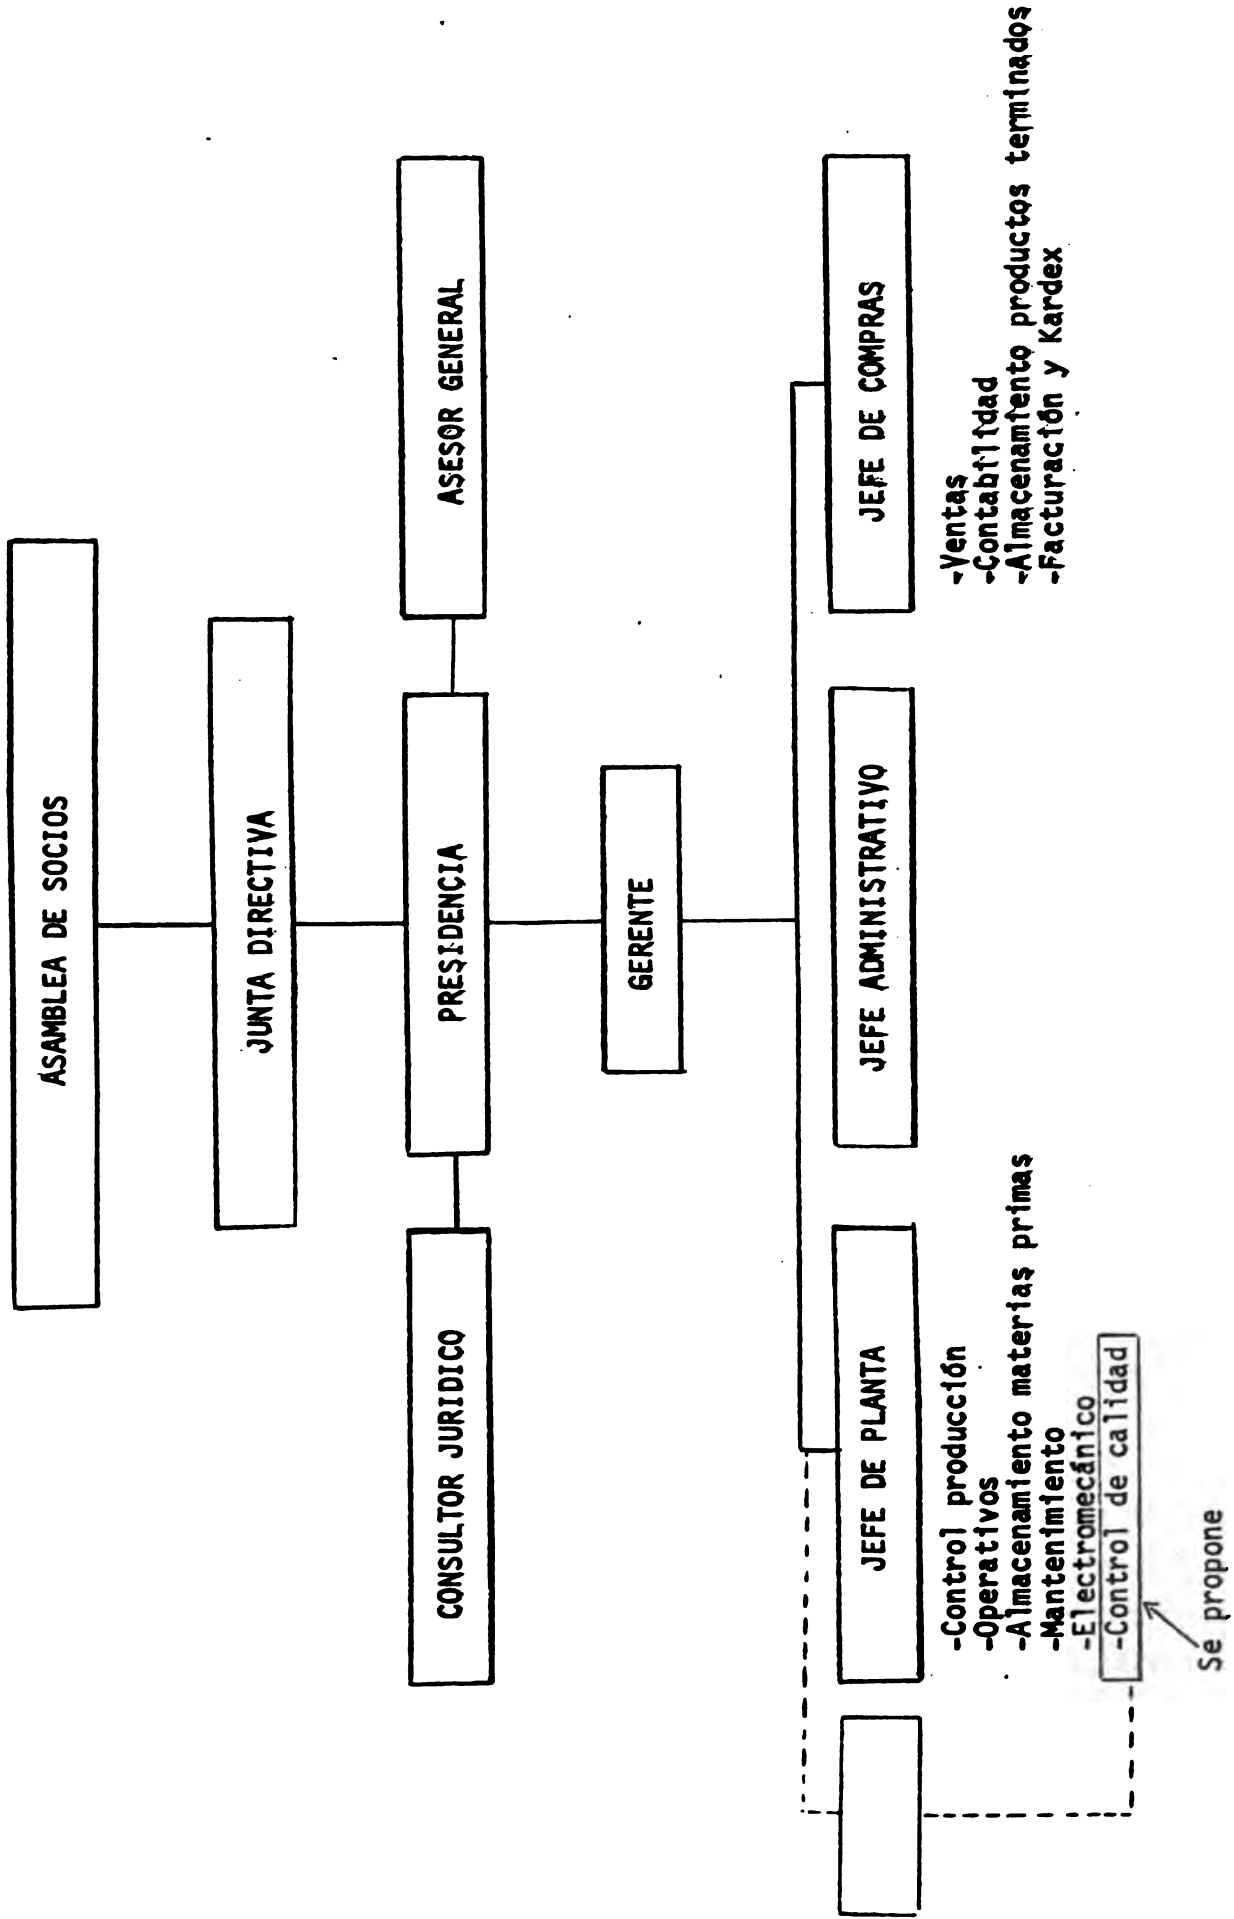 ASAMBLEA DE SOCIOS
JUNTA DIRECTIVA
CONSULTOR JURIDICO
PRESIDENCIA
ASESOR GENERAL
GERENTE
JEFE DE PLANTA
JEFE ADMINISTRATIVO
JEFE DE COMPRAS
-Control producción
-Operativos
-Almacenamiento materias primas
-Mantenimiento
-Electromecánico
-Control de calidad
Se propone
-Ventas
-Contabilidad
-Almacenamiento productos terminados
-Facturación y Kardex